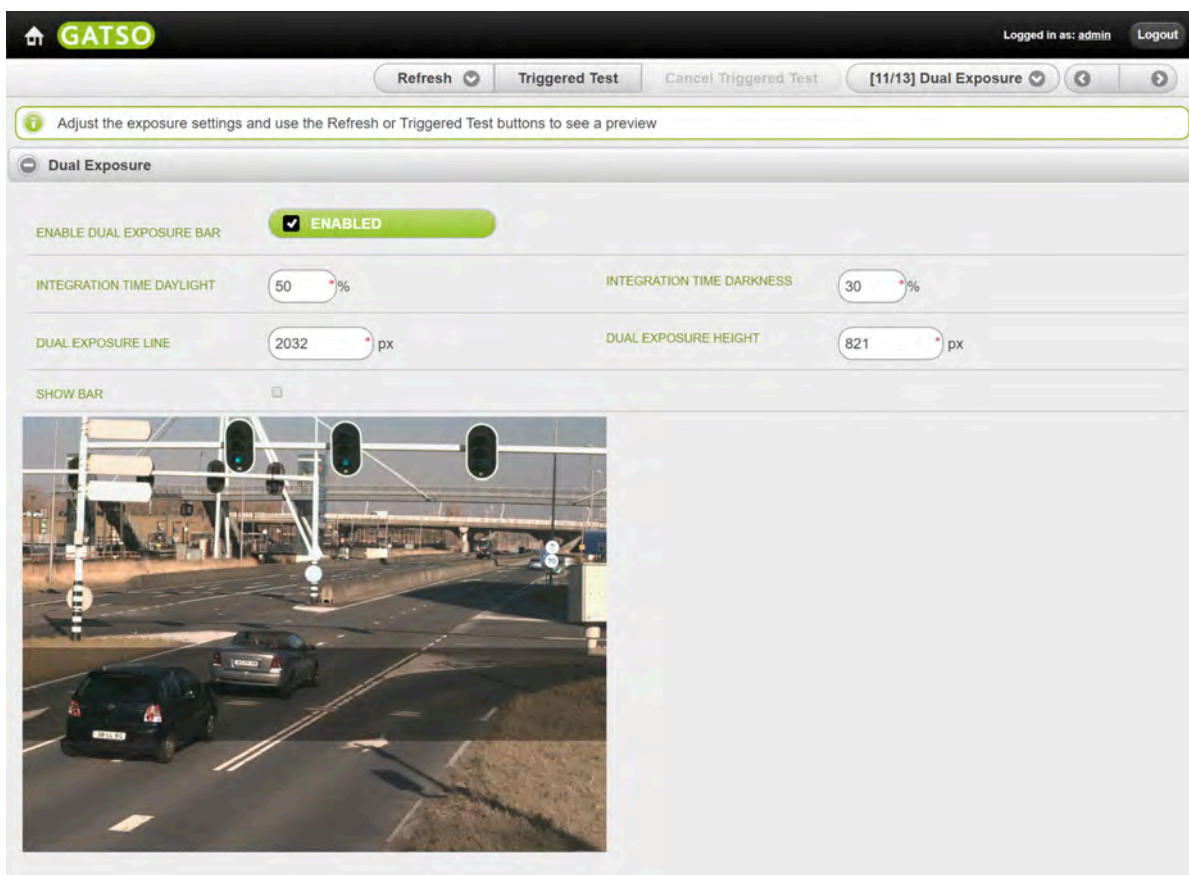 GATSO
Logged in as: admin
Logout
Refresh
Triggered Test
Cancel Triggered Test
[11/13] Dual Exposure
Adjust the exposure settings and use the Refresh or Triggered Test buttons to see a preview
Dual Exposure
ENABLE DUAL EXPOSURE BAR
ENABLED
INTEGRATION TIME DAYLIGHT
50 *%
INTEGRATION TIME DARKNESS
30 *%
DUAL EXPOSURE LINE
2032 * px
DUAL EXPOSURE HEIGHT
821 * px
SHOW BAR
70